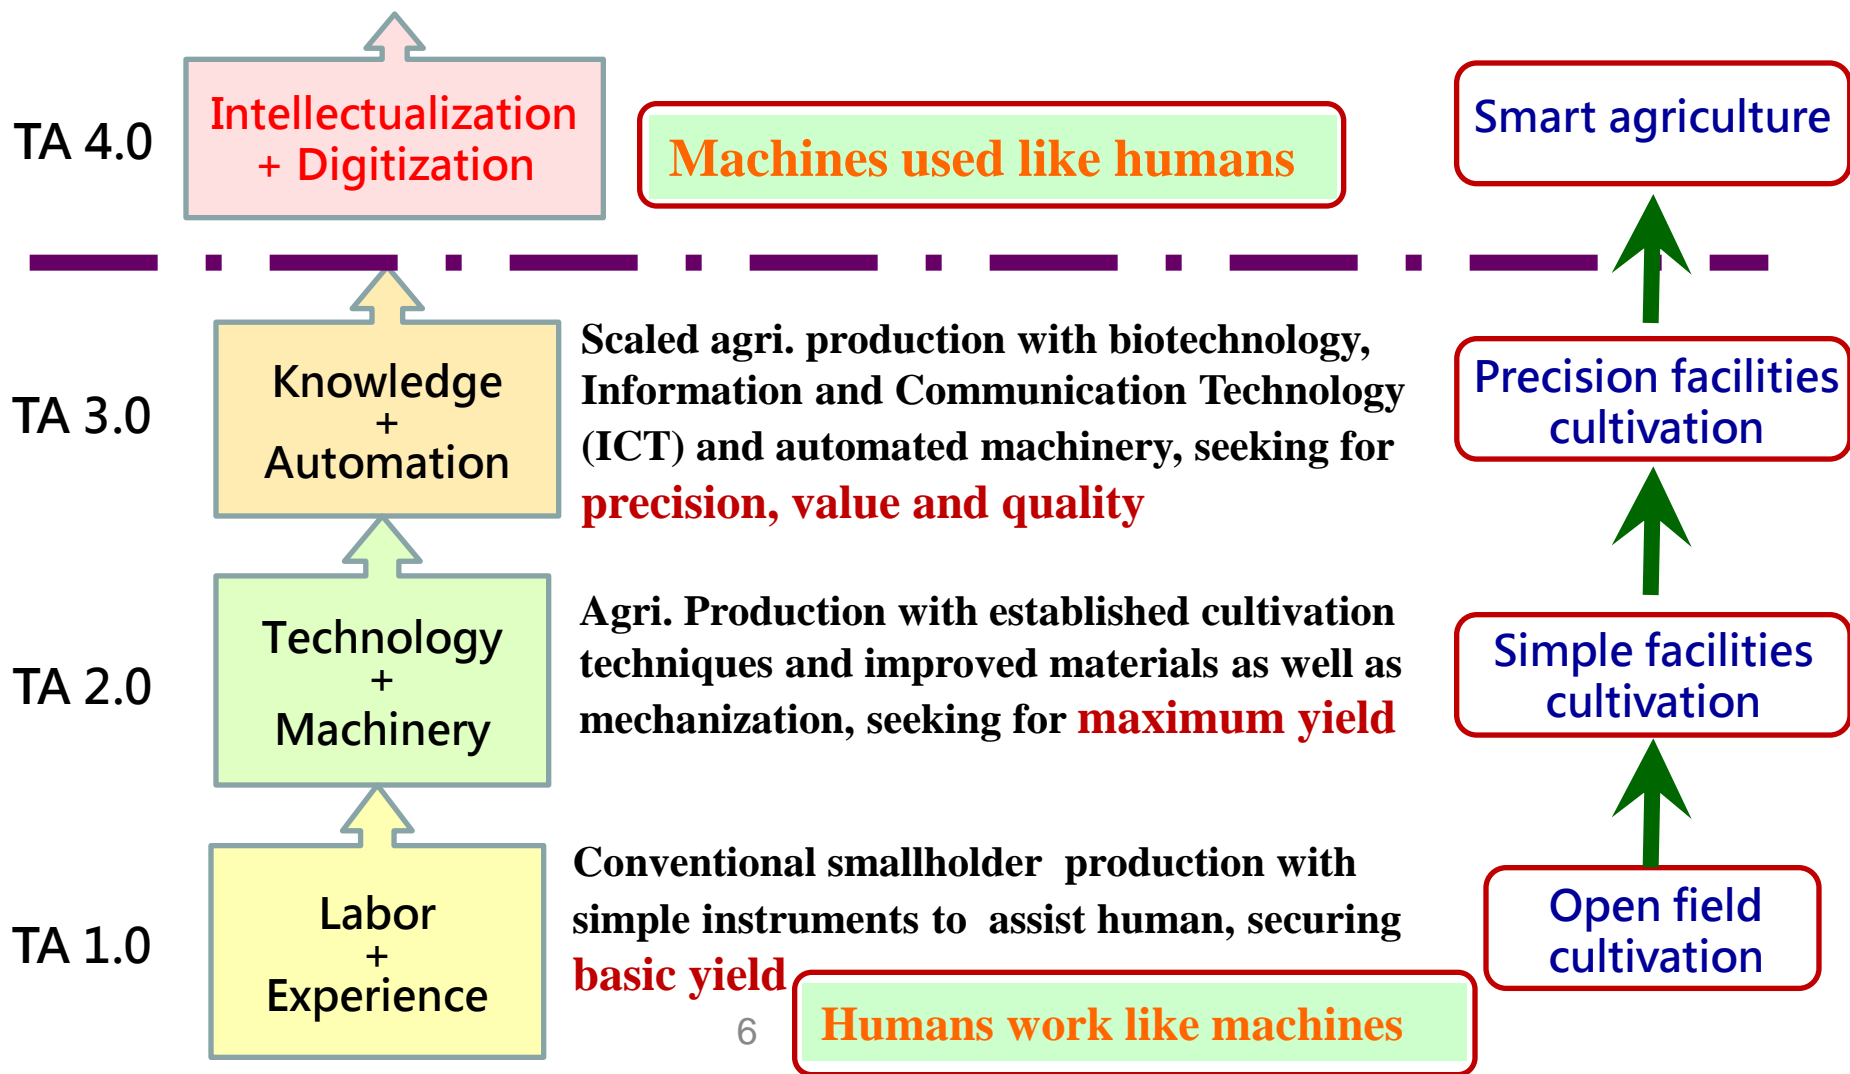 TA 4.0
Intellectualization
+ Digitization
Machines used like humans
Smart agriculture
TA 3.0
Knowledge
+
Automation
Scaled agri. production with biotechnology,
Information and Communication Technology
(ICT) and automated machinery, seeking for
precision, value and quality
Precision facilities
cultivation
TA 2.0
Technology
+
Machinery
Agri. Production with established cultivation
techniques and improved materials as well as
mechanization, seeking for maximum yield
Simple facilities
cultivation
TA 1.0
Labor
+
Experience
Conventional smallholder production with
simple instruments to assist human, securing
basic yield
Open field
cultivation
6
Humans work like machines